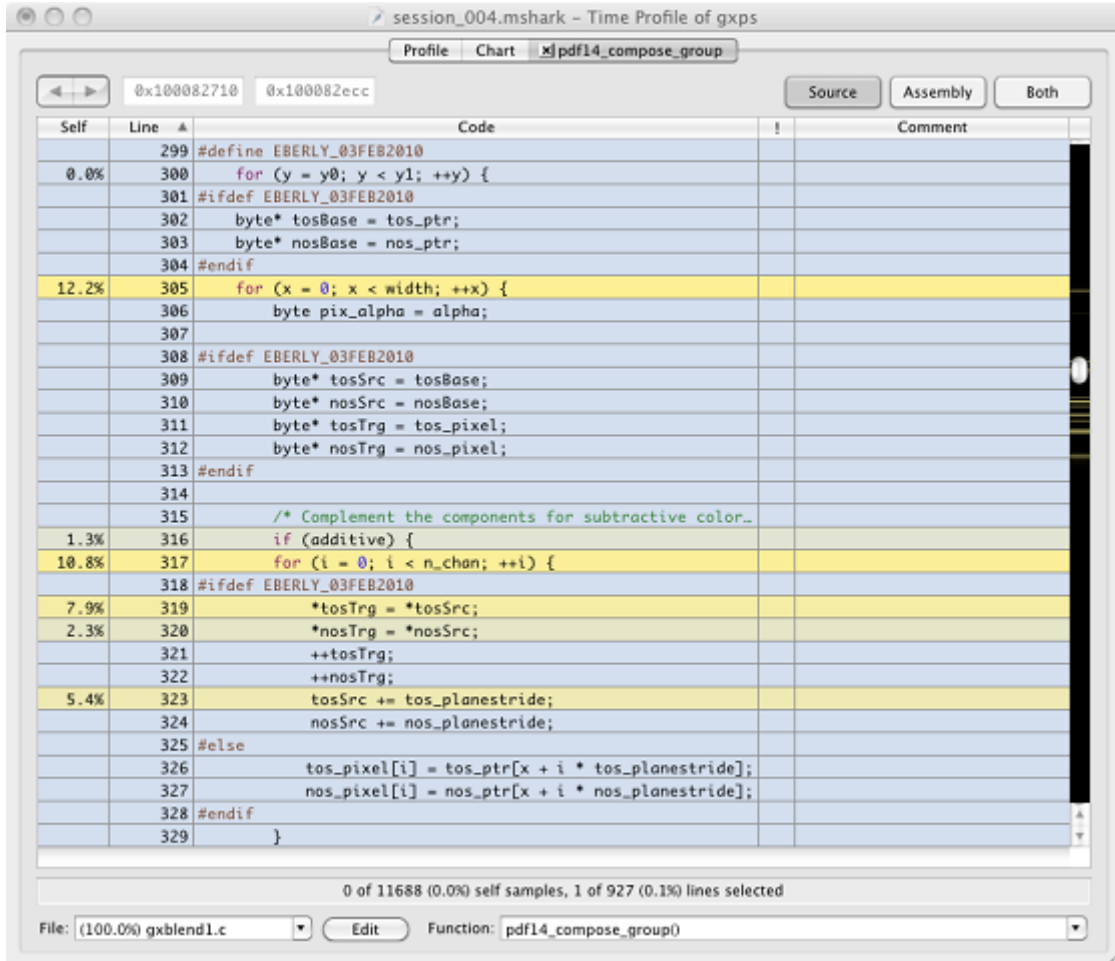 session_004.mshark – Time Profile of gxps
Profile Chart pdf14_compose_group
0x100082710 0x100082ecc Source Assembly Both
Self Line Code ! Comment
299 #define EBERLY_03FEB2010
0.0% 300 for (y = y0; y < y1; ++y) {
301 #ifdef EBERLY_03FEB2010
302 byte* tosBase = tos_ptr;
303 byte* nosBase = nos_ptr;
304 #endif
12.2% 305 for (x = 0; x < width; ++x) {
306 byte pix_alpha = alpha;
307
308 #ifdef EBERLY_03FEB2010
309 byte* tosSrc = tosBase;
310 byte* nosSrc = nosBase;
311 byte* tosTrg = tos_pixel;
312 byte* nosTrg = nos_pixel;
313 #endif
314
315 /* Complement the components for subtractive color…
1.3% 316 if (additive) {
10.8% 317 for (i = 0; i < n_chan; ++i) {
318 #ifdef EBERLY_03FEB2010
7.9% 319 *tosTrg = *tosSrc;
2.3% 320 *nosTrg = *nosSrc;
321 ++tosTrg;
322 ++nosTrg;
5.4% 323 tosSrc += tos_planestride;
324 nosSrc += nos_planestride;
325 #else
326 tos_pixel[i] = tos_ptr[x + i * tos_planestride];
327 nos_pixel[i] = nos_ptr[x + i * nos_planestride];
328 #endif
329 }
0 of 11688 (0.0%) self samples, 1 of 927 (0.1%) lines selected
File: (100.0%) gxblend1.c Edit Function: pdf14_compose_group()